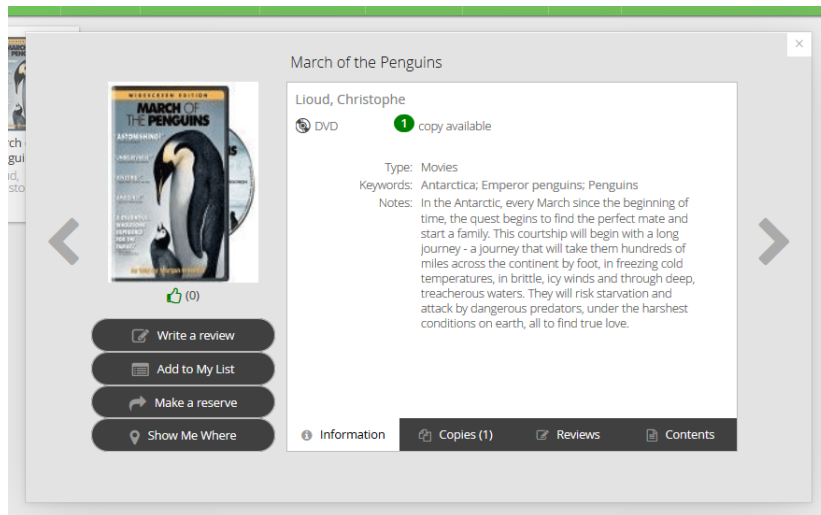 March of the Penguins
WIDESCREEN EDITION
MARCH OF
THE PENGUINS
Lioud, Christophe
DVD
1 copy available
Type: Movies
Keywords: Antarctica; Emperor penguins; Penguins
Notes: In the Antarctic, every March since the beginning of
time, the quest begins to find the perfect mate and
start a family. This courtship will begin with a long
journey - a journey that will take them hundreds of
miles across the continent by foot, in freezing cold
temperatures, in brittle, icy winds and through deep,
treacherous waters. They will risk starvation and
attack by dangerous predators, under the harshest
conditions on earth, all to find true love.
(0)
Write a review
Add to My List
Make a reserve
Show Me Where
Information
Copies (1)
Reviews
Contents